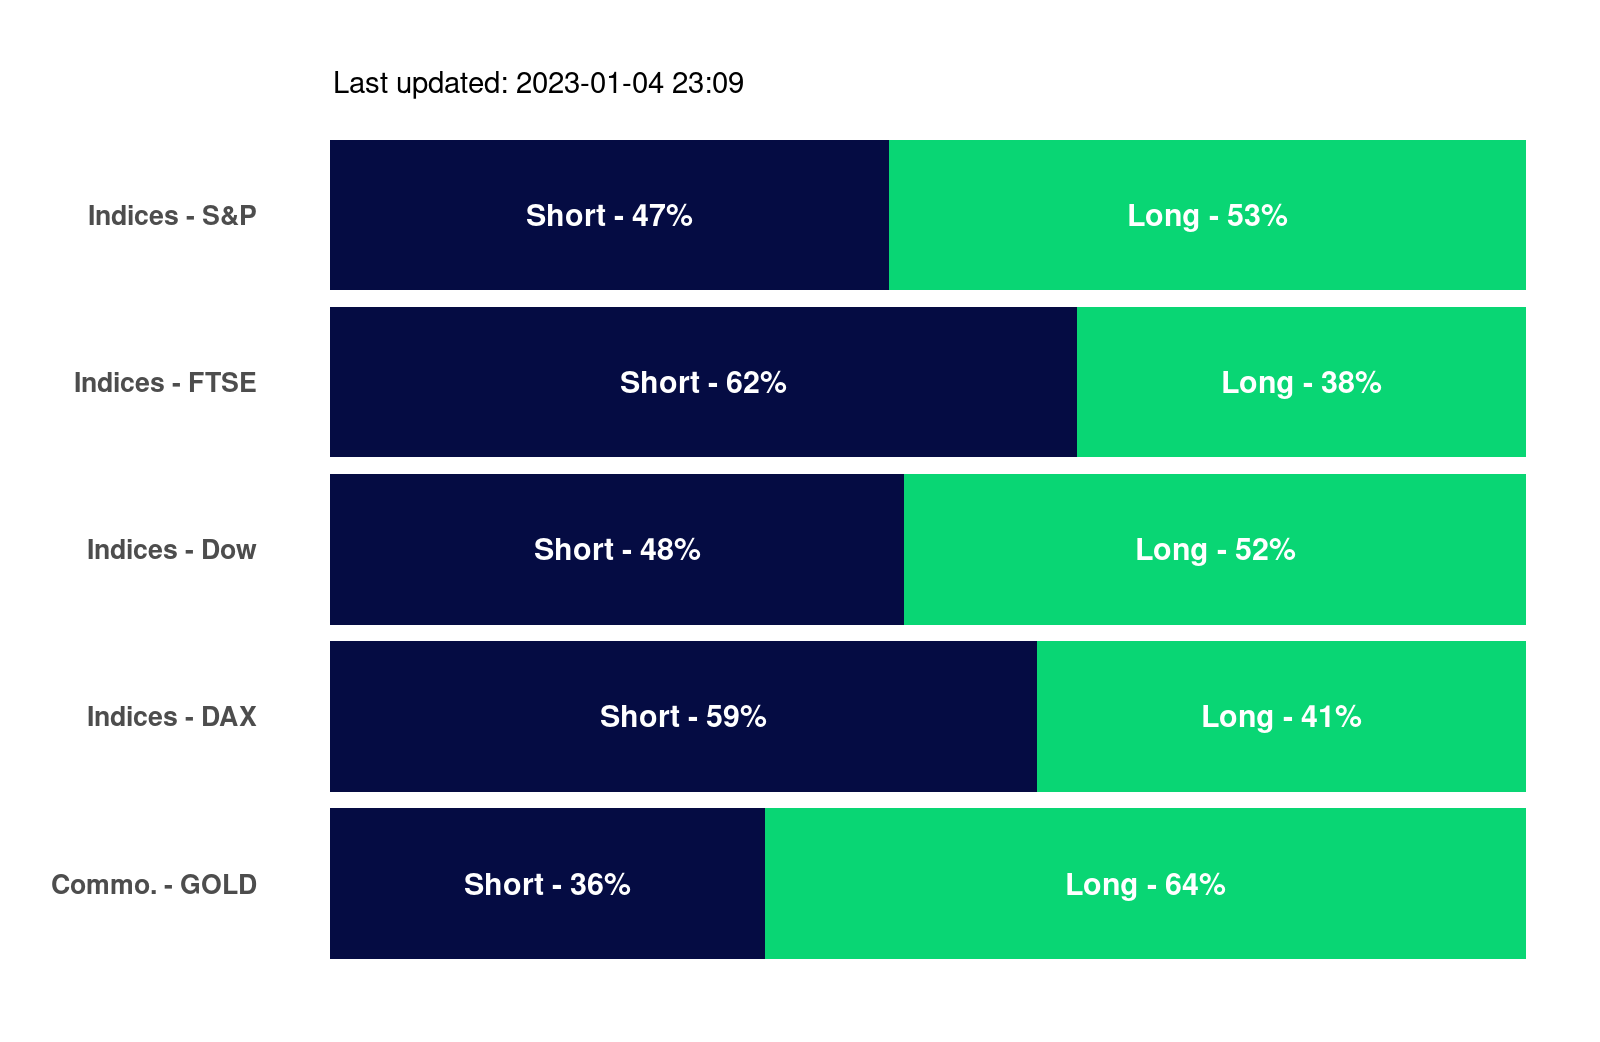 Last updated: 2023-01-04 23:09
Indices - S&P Short - 47% Long - 53%
Indices - FTSE Short - 62% Long - 38%
Indices - Dow Short - 48% Long - 52%
Indices - DAX Short - 59% Long - 41%
Commo. - GOLD Short - 36% Long - 64%